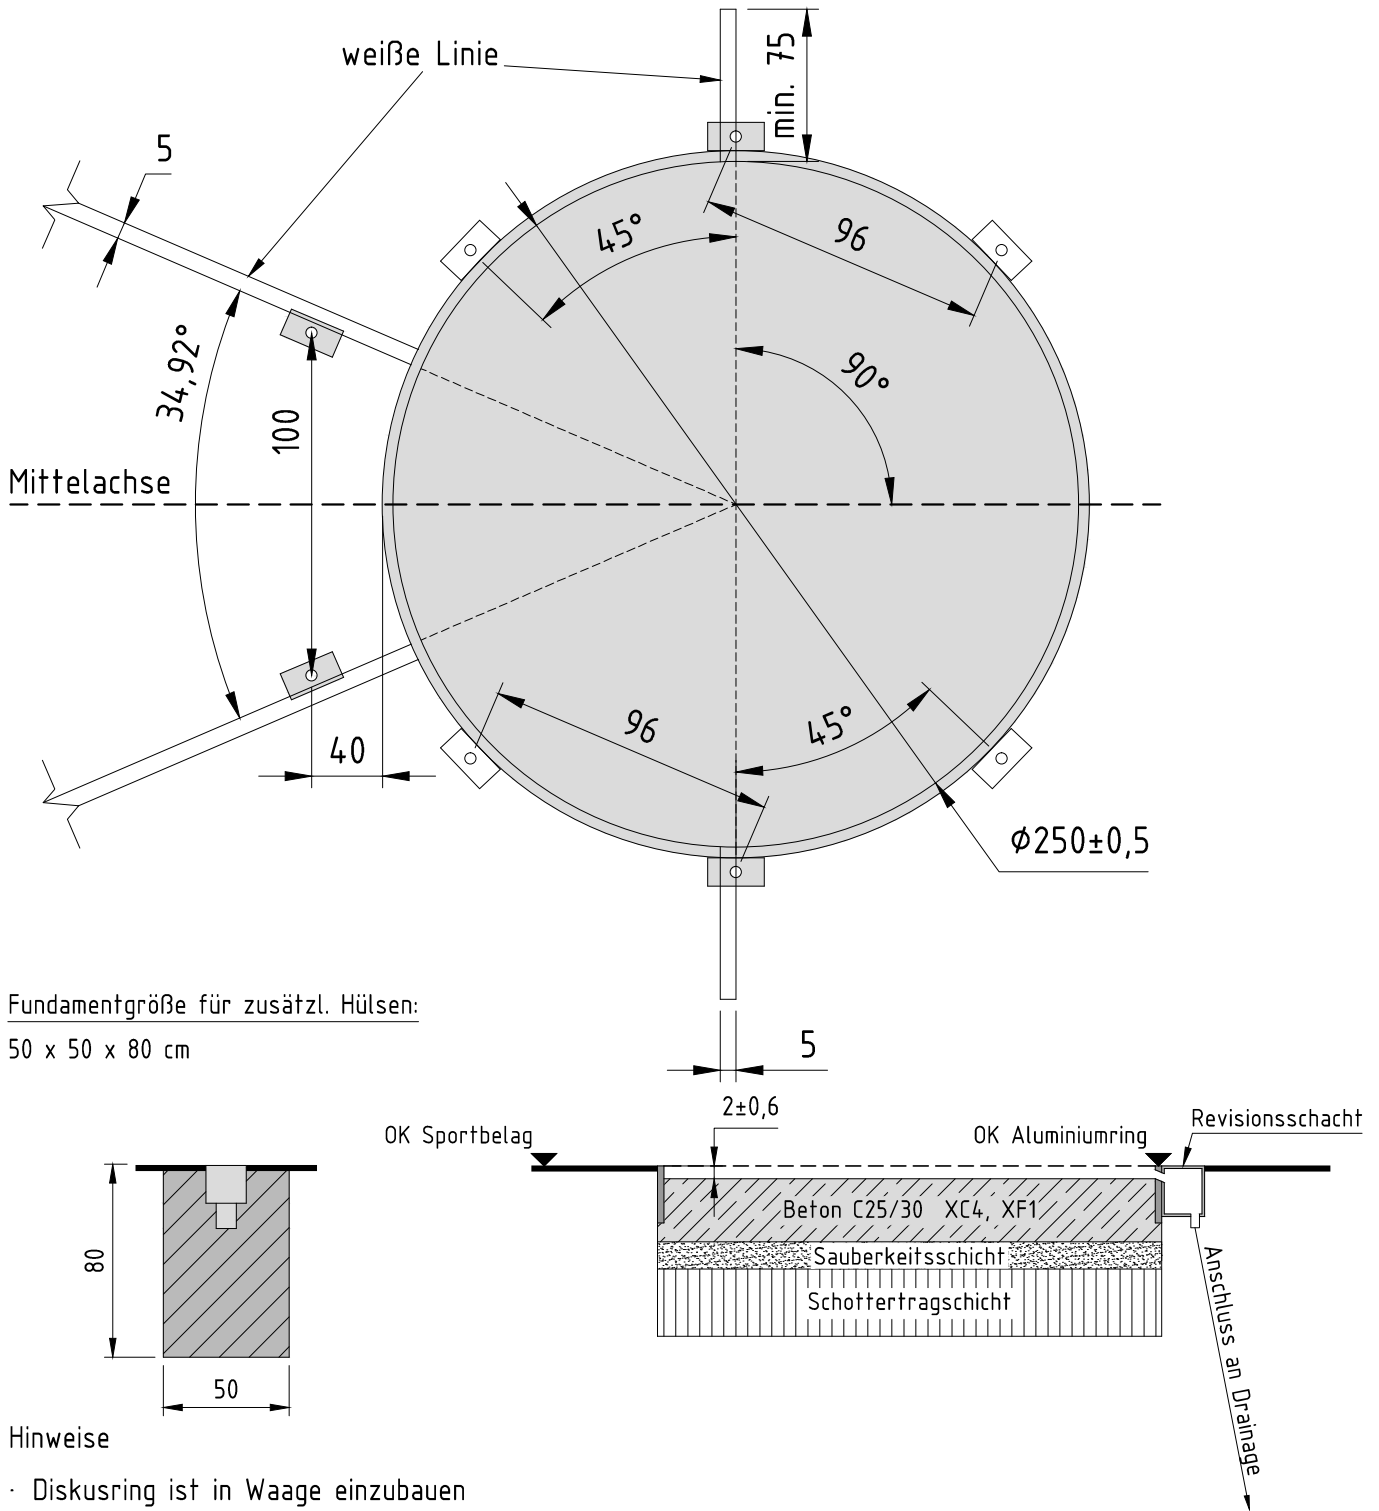 weiße Linie
min. 75
5
45°
96
34,92°
90°
100
Mittelachse
40
96
45°
Φ250±0,5
Fundamentgröße für zusätzl. Hülsen:
50 x 50 x 80 cm
5
2±0,6
OK Sportbelag
OK Aluminiumring
Revisionsschacht
Beton C25/30 XC4, XF1
Sauberkeitsschicht
Schottertragschicht
Anschluss an Drainage
80
50
Hinweise
· Diskusring ist in Waage einzubauen